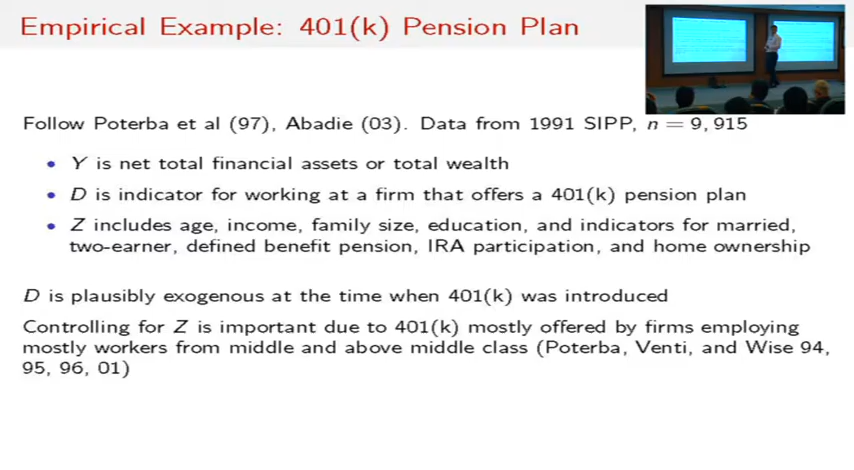 Empirical Example: 401(k) Pension Plan
Follow Poterba et al (97), Abadie (03). Data from 1991 SIPP, n = 9,915
• Y is net total financial assets or total wealth
• D is indicator for working at a firm that offers a 401(k) pension plan
• Z includes age, income, family size, education, and indicators for married,
two-earner, defined benefit pension, IRA participation, and home ownership
D is plausibly exogenous at the time when 401(k) was introduced
Controlling for Z is important due to 401(k) mostly offered by firms employing
mostly workers from middle and above middle class (Poterba, Venti, and Wise 94,
95, 96, 01)